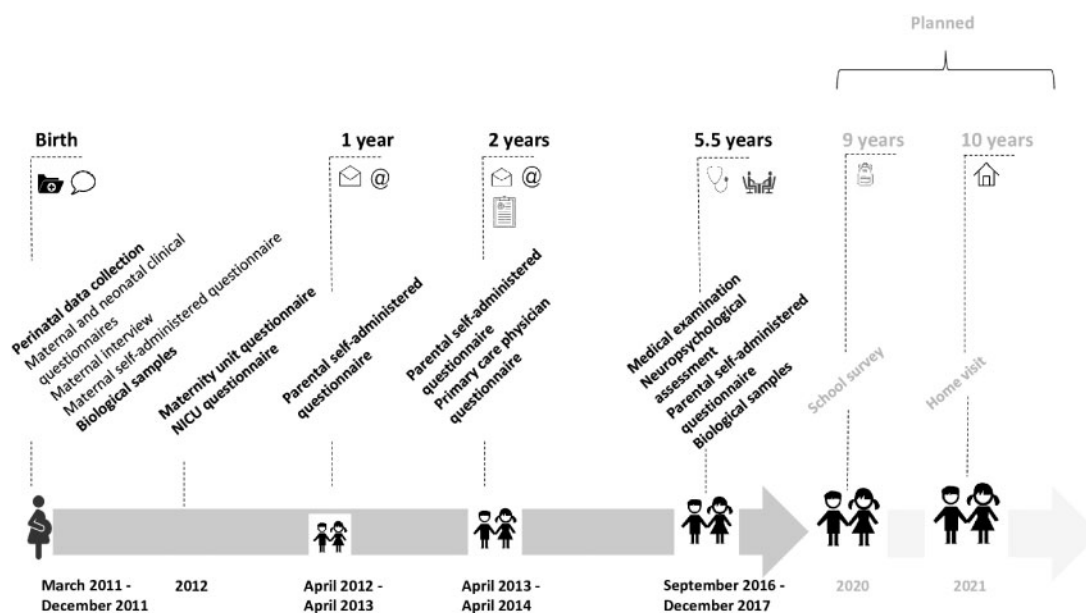 Planned
Birth
1 year
2 years
5.5 years
9 years
10 years
@
@
Perinatal data collection
Maternal and neonatal clinical
questionnaires
Maternal interview
Maternal self-administered questionnaire
Biological samples
Maternity unit questionnaire
NICU questionnaire
Parental self-administered
questionnaire
Parental self-administered
questionnaire
Primary care physician
questionnaire
Medical examination
Neuropsychological
assessment
Parental self-administered
questionnaire
Biological samples
School survey
Home visit
March 2011 -
December 2011
2012
April 2012 -
April 2013
April 2013 -
April 2014
September 2016 -
December 2017
2020
2021